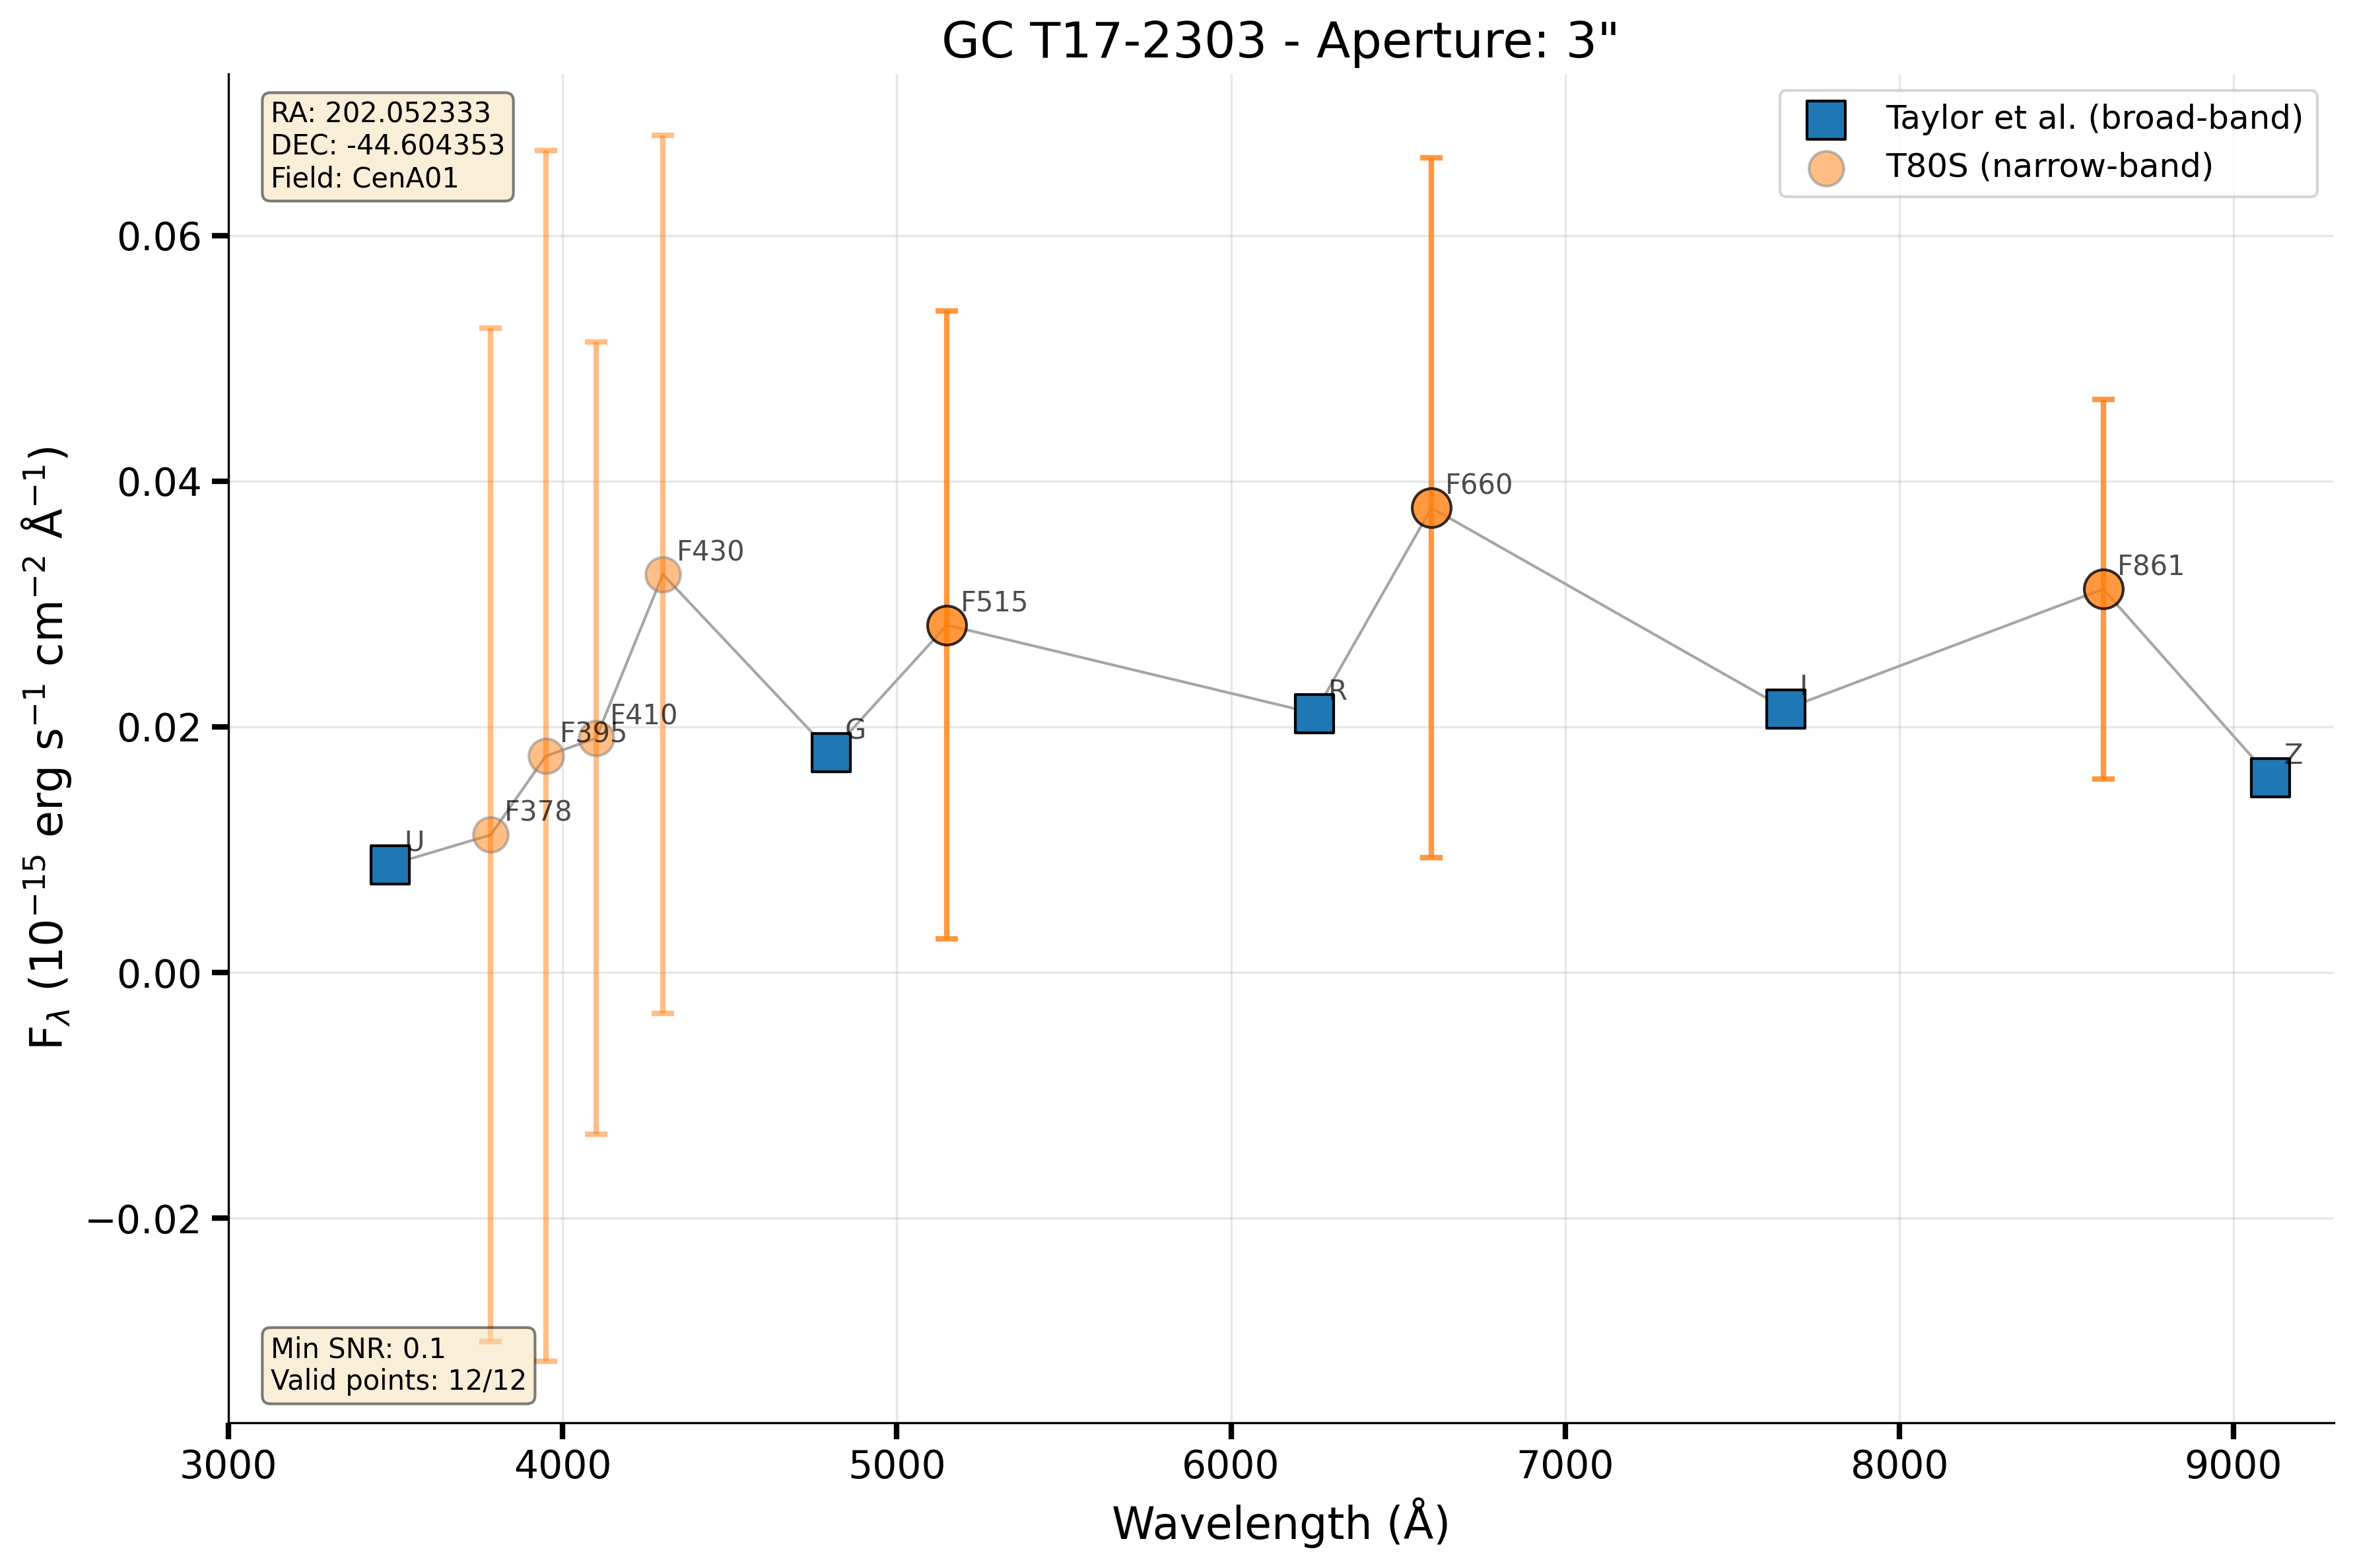 GC T17-2303 - Aperture: 3"
RA: 202.052333
DEC: -44.604353
Field: CenA01
Taylor et al. (broad-band)
T80S (narrow-band)
F_λ (10⁻¹⁵ erg s⁻¹ cm⁻² Å⁻¹)
0.06
0.04
0.02
0.00
−0.02
U
F378
F395
F410
F430
G
F515
R
F660
I
F861
Z
Min SNR: 0.1
Valid points: 12/12
3000
4000
5000
6000
7000
8000
9000
Wavelength (Å)